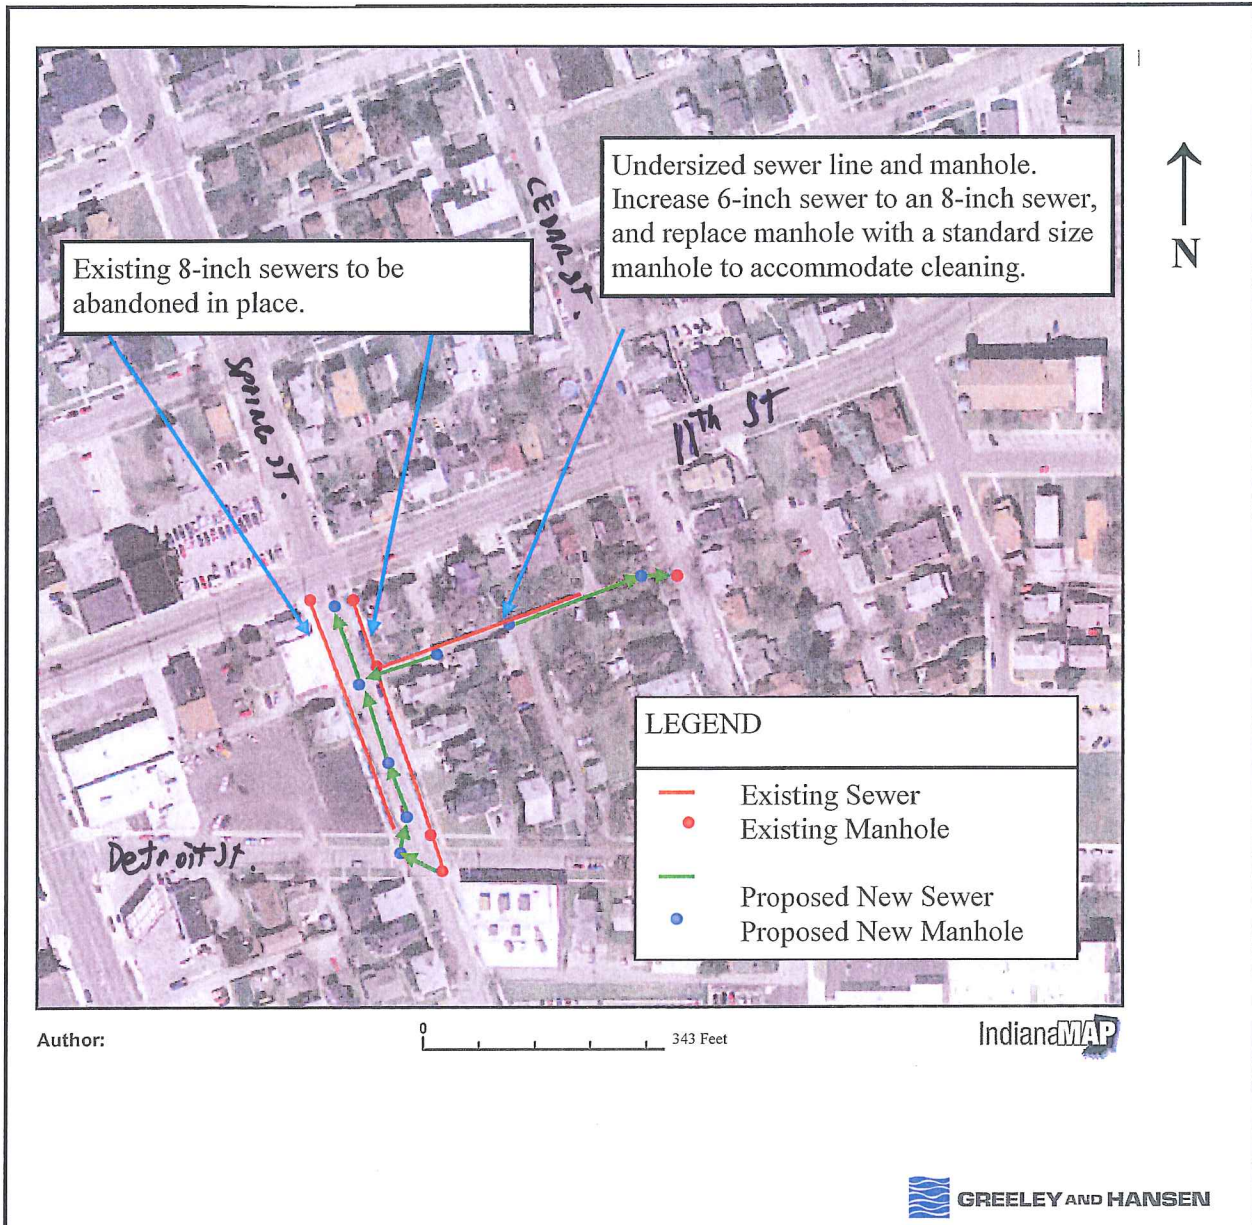 Undersized sewer line and manhole.
Increase 6-inch sewer to an 8-inch sewer,
and replace manhole with a standard size
manhole to accommodate cleaning.
N
Existing 8-inch sewers to be
abandoned in place.
CEDAR ST.
SPRING ST.
11th ST
LEGEND
Existing Sewer
Existing Manhole
Proposed New Sewer
Proposed New Manhole
Detroit St.
Author:
0
343 Feet
IndianaMAP
GREELEY AND HANSEN